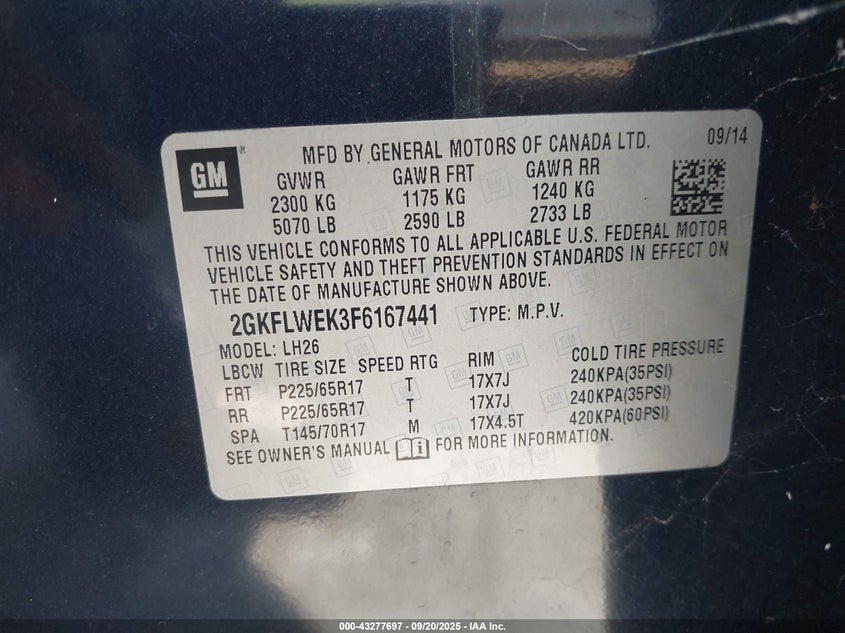 GM
MFD BY GENERAL MOTORS OF CANADA LTD. 09/14
GVWR GAWR FRT GAWR RR
2300 KG 1175 KG 1240 KG
5070 LB 2590 LB 2733 LB
THIS VEHICLE CONFORMS TO ALL APPLICABLE U.S. FEDERAL MOTOR
VEHICLE SAFETY AND THEFT PREVENTION STANDARDS IN EFFECT ON
THE DATE OF MANUFACTURE SHOWN ABOVE.
2GKFLWEK3F6167441 TYPE: M.P.V.
MODEL: LH26
LBCW TIRE SIZE SPEED RTG RIM COLD TIRE PRESSURE
FRT P225/65R17 T 17X7J 240KPA(35PSI)
RR P225/65R17 T 17X7J 240KPA(35PSI)
SPA T145/70R17 M 17X4.5T 420KPA(60PSI)
SEE OWNER'S MANUAL FOR MORE INFORMATION.
000-43277697 - 09/20/2025 - IAA Inc.